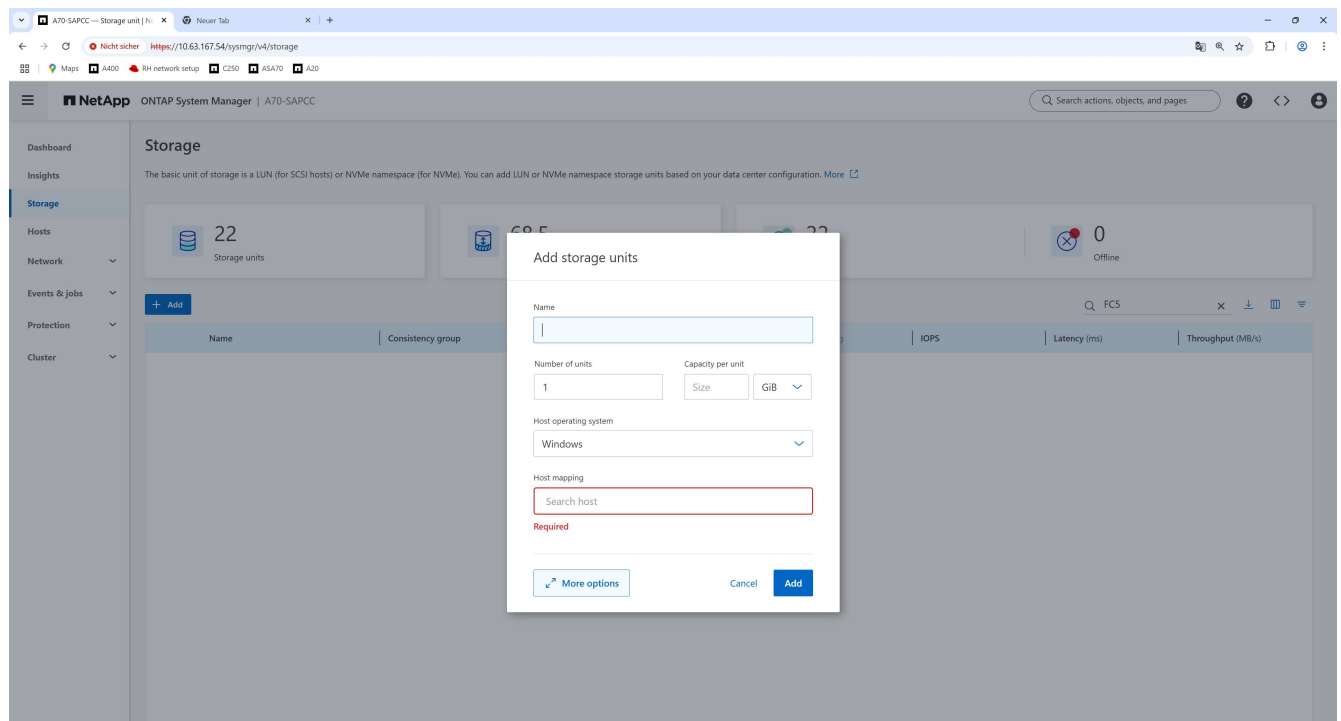 A70-SAPCC — Storage unit | N
Neuer Tab
Nicht sicher https://10.63.167.54/sysmgr/v4/storage
Maps A400 RH network setup C250 ASA70 A20
NetApp ONTAP System Manager | A70-SAPCC
Search actions, objects, and pages
Dashboard
Insights
Storage
Hosts
Network
Events & jobs
Protection
Cluster
Storage
The basic unit of storage is a LUN (for SCSI hosts) or NVMe namespace (for NVMe). You can add LUN or NVMe namespace storage units based on your data center configuration. More
22
Storage units
0
Offline
+ Add
FC5
Name Consistency group IOPS Latency (ms) Throughput (MB/s)
Add storage units
Name
Number of units Capacity per unit
1 Size GiB
Host operating system
Windows
Host mapping
Search host
Required
More options Cancel Add